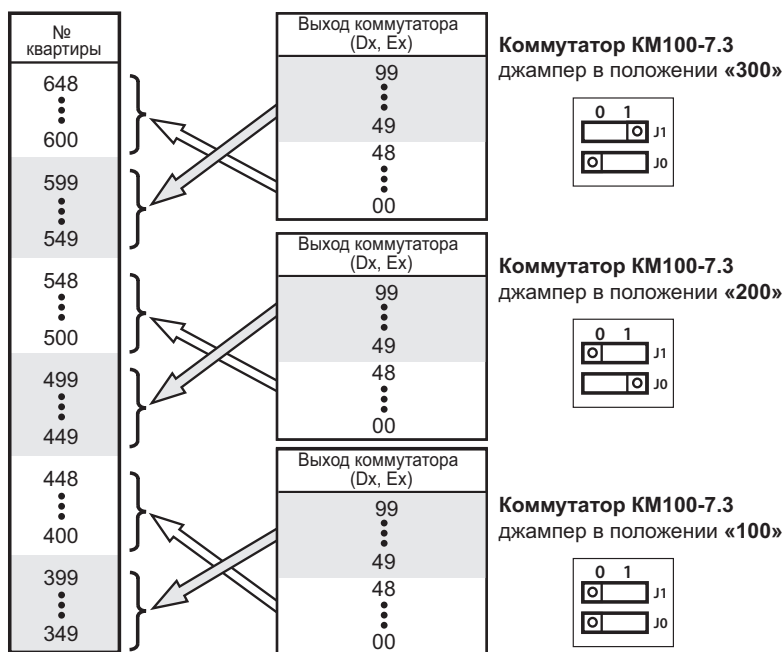 №
квартиры
648
600
599
549
548
500
499
449
448
400
399
349
Выход коммутатора
(Dx, Ex)
99
49
48
00
Коммутатор КМ100-7.3
джампер в положении «300»
0 1
J1
J0
Выход коммутатора
(Dx, Ex)
99
49
48
00
Коммутатор КМ100-7.3
джампер в положении «200»
0 1
J1
J0
Выход коммутатора
(Dx, Ex)
99
49
48
00
Коммутатор КМ100-7.3
джампер в положении «100»
0 1
J1
J0